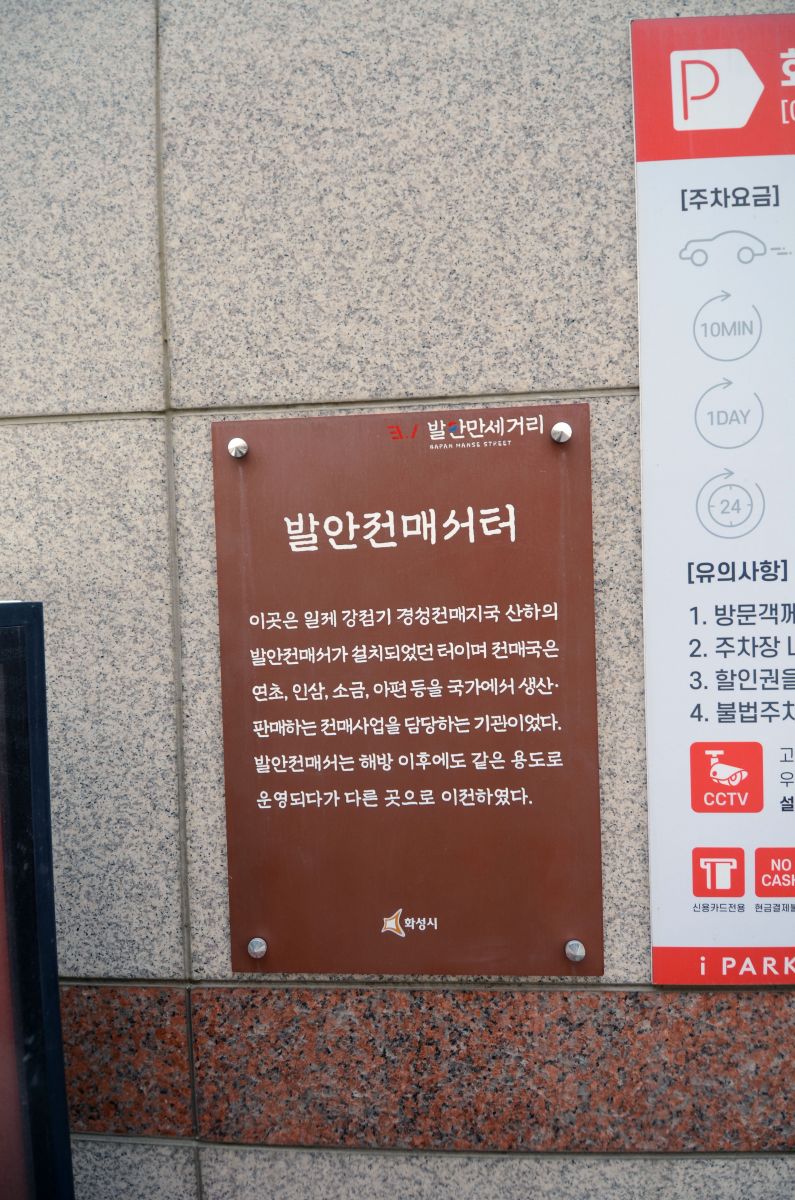 3.1 발안만세거리
BARAN MANSE STREET
발안전매서터
이곳은 일제 강점기 경성전매지국 산하의
발안전매서가 설치되었던 터이며 전매국은
연초, 인삼, 소금, 아편 등을 국가에서 생산·
판매하는 전매사업을 담당하는 기관이었다.
발안전매서는 해방 이후에도 같은 용도로
운영되다가 다른 곳으로 이전하였다.
화성시
P
[주차요금]
10MIN
1DAY
24
[유의사항]
1. 방문객께
2. 주차장
3. 할인권을
4. 불법주차
CCTV
NO
CASH
신용카드전용 현금결제
i PARK